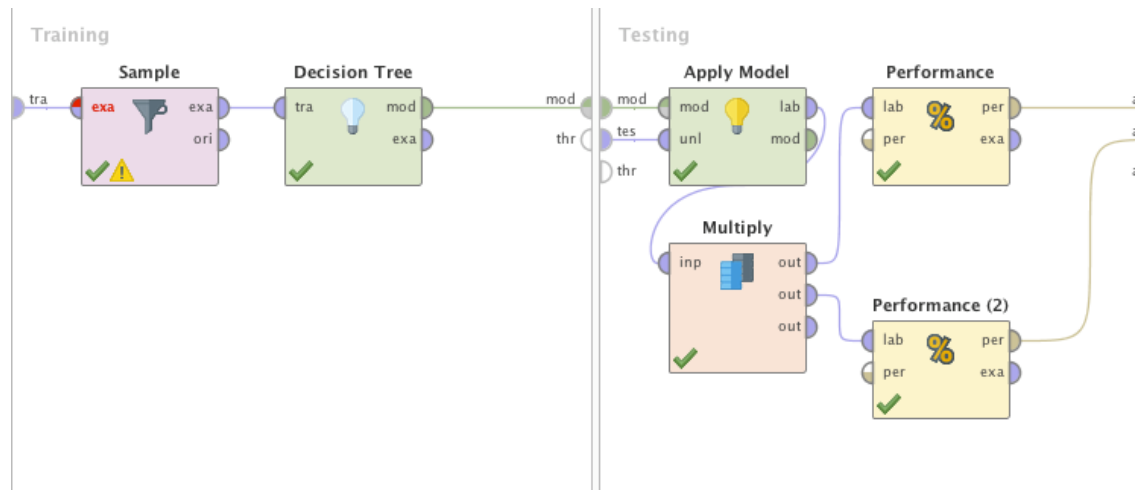 Training
Testing
Sample
Decision Tree
Apply Model
Performance
tra
exa
exa
tra
mod
mod
mod
mod
lab
lab
per
a
ori
exa
thr
tes
unl
mod
per
exa
a
thr
a
Multiply
inp
out
out
out
Performance (2)
lab
per
per
exa